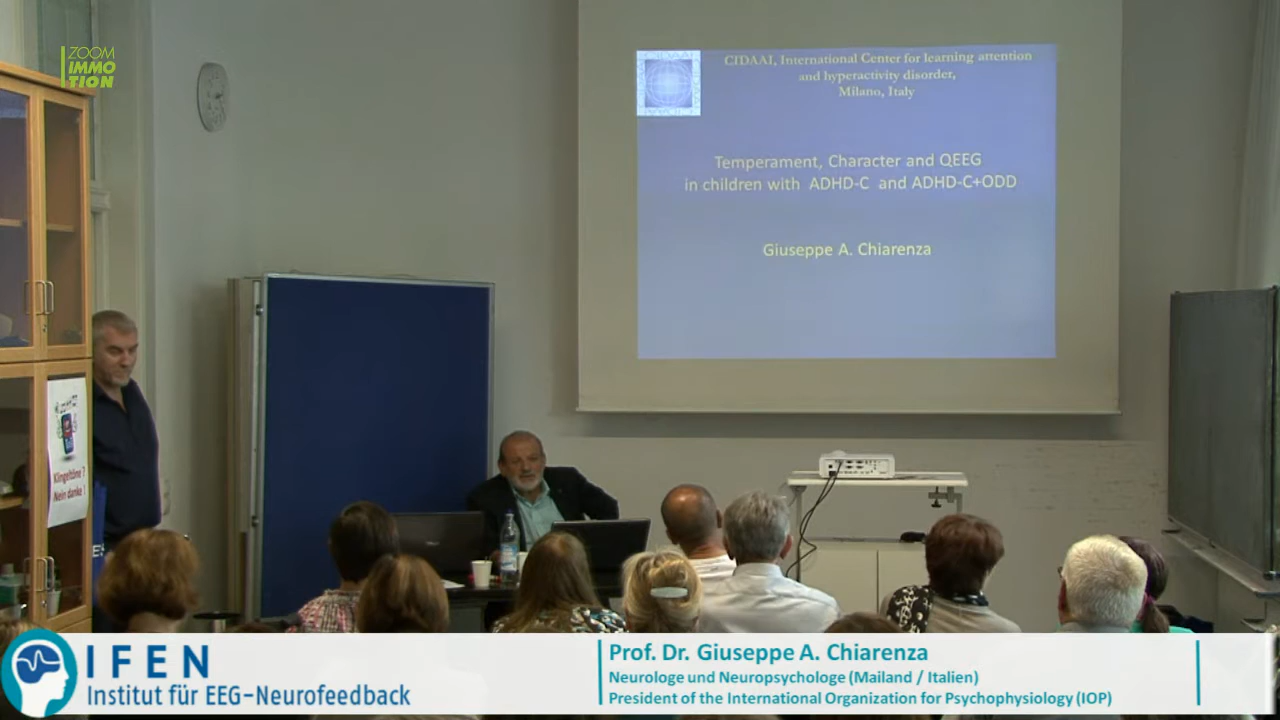 ZOOM
IMMO
TION
CIDAAI, International Center for learning attention
and hyperactivity disorder,
Milano, Italy
Temperament, Character and QEEG
in children with ADHD-C and ADHD-C+ODD
Giuseppe A. Chiarenza
Klingeltöne ?
Nein danke !
IFEN
Institut für EEG-Neurofeedback
Prof. Dr. Giuseppe A. Chiarenza
Neurologe und Neuropsychologe (Mailand / Italien)
President of the International Organization for Psychophysiology (IOP)